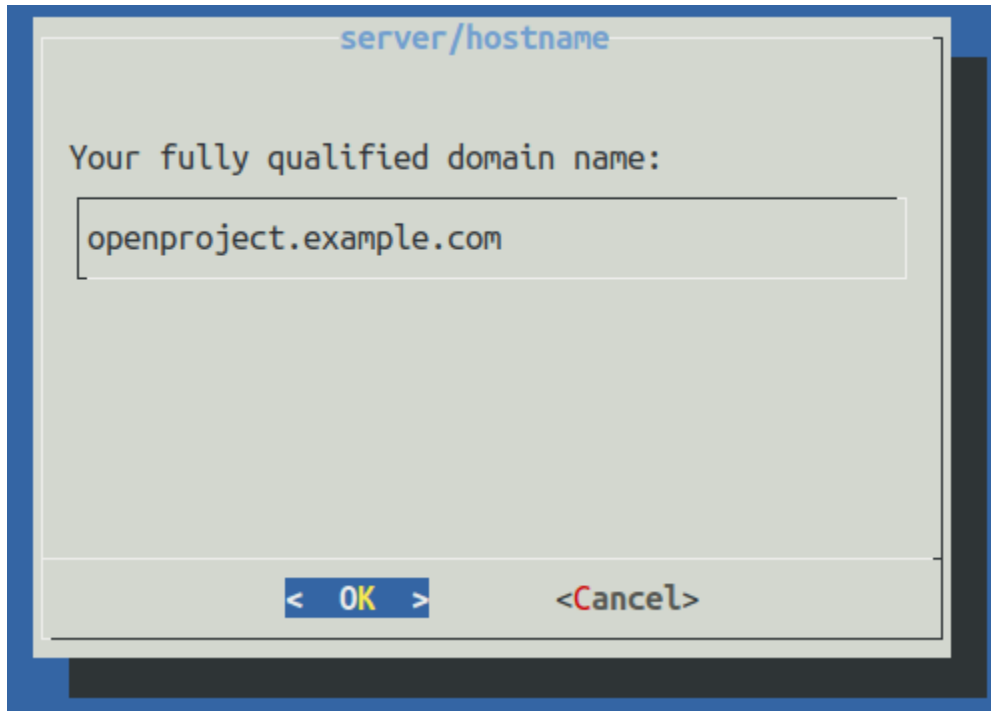 server/hostname
Your fully qualified domain name:
openproject.example.com
<  OK  > <Cancel>